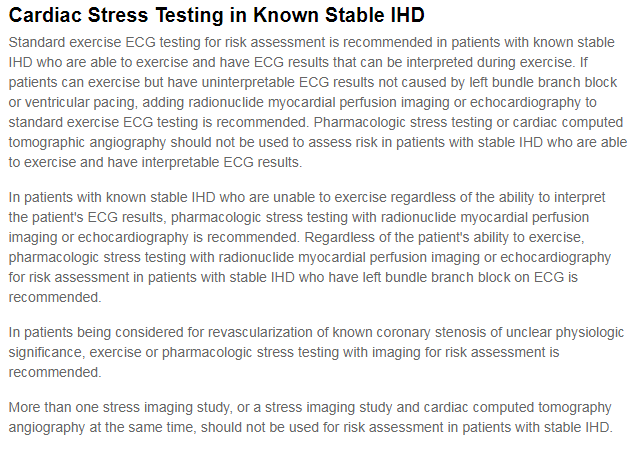 Cardiac Stress Testing in Known Stable IHD
Standard exercise ECG testing for risk assessment is recommended in patients with known stable
IHD who are able to exercise and have ECG results that can be interpreted during exercise. If
patients can exercise but have uninterpretable ECG results not caused by left bundle branch block
or ventricular pacing, adding radionuclide myocardial perfusion imaging or echocardiography to
standard exercise ECG testing is recommended. Pharmacologic stress testing or cardiac computed
tomographic angiography should not be used to assess risk in patients with stable IHD who are able
to exercise and have interpretable ECG results.
In patients with known stable IHD who are unable to exercise regardless of the ability to interpret
the patient's ECG results, pharmacologic stress testing with radionuclide myocardial perfusion
imaging or echocardiography is recommended. Regardless of the patient's ability to exercise,
pharmacologic stress testing with radionuclide myocardial perfusion imaging or echocardiography
for risk assessment in patients with stable IHD who have left bundle branch block on ECG is
recommended.
In patients being considered for revascularization of known coronary stenosis of unclear physiologic
significance, exercise or pharmacologic stress testing with imaging for risk assessment is
recommended.
More than one stress imaging study, or a stress imaging study and cardiac computed tomography
angiography at the same time, should not be used for risk assessment in patients with stable IHD.